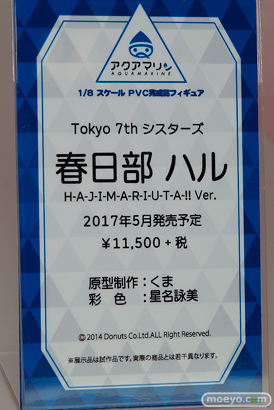 アクアマリン
AQUAMARINE
1/8 スケール PVC完成品フィギュア
Tokyo 7th シスターズ
春日部 ハル
H-A-J-I-M-A-R-I-U-T-A-!! Ver.
2017年5月発売予定
¥11,500+税
原型制作：くま
彩色：星名詠美
©2014 Donuts Co.Ltd.ALL Right Reserved.
※展示品は試作品です。実際の商品とは若干異なります。
moeyo.com